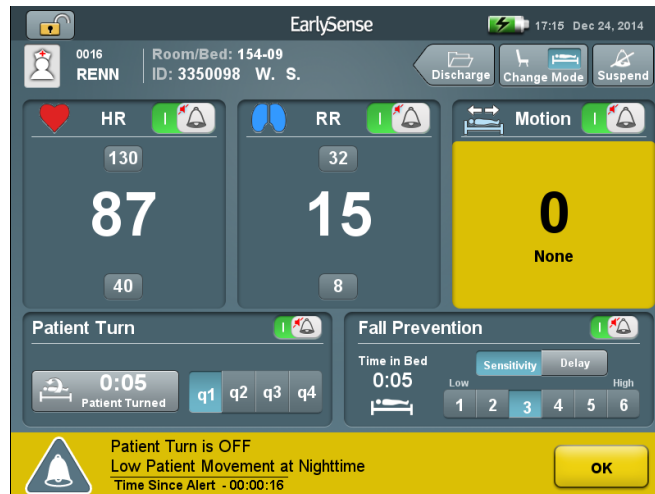 EarlySense
17:15 Dec 24, 2014
0016
RENN
Room/Bed: 154-09
ID: 3350098 W. S.
Discharge
Change Mode
Suspend
HR
I
RR
I
Motion
I
130
32
87
15
0
None
40
8
Patient Turn
I
Fall Prevention
I
0:05
Patient Turned
q1
q2
q3
q4
Time in Bed
0:05
Sensitivity
Delay
Low
High
1 2 3 4 5 6
Patient Turn is OFF
Low Patient Movement at Nighttime
Time Since Alert - 00:00:16
OK